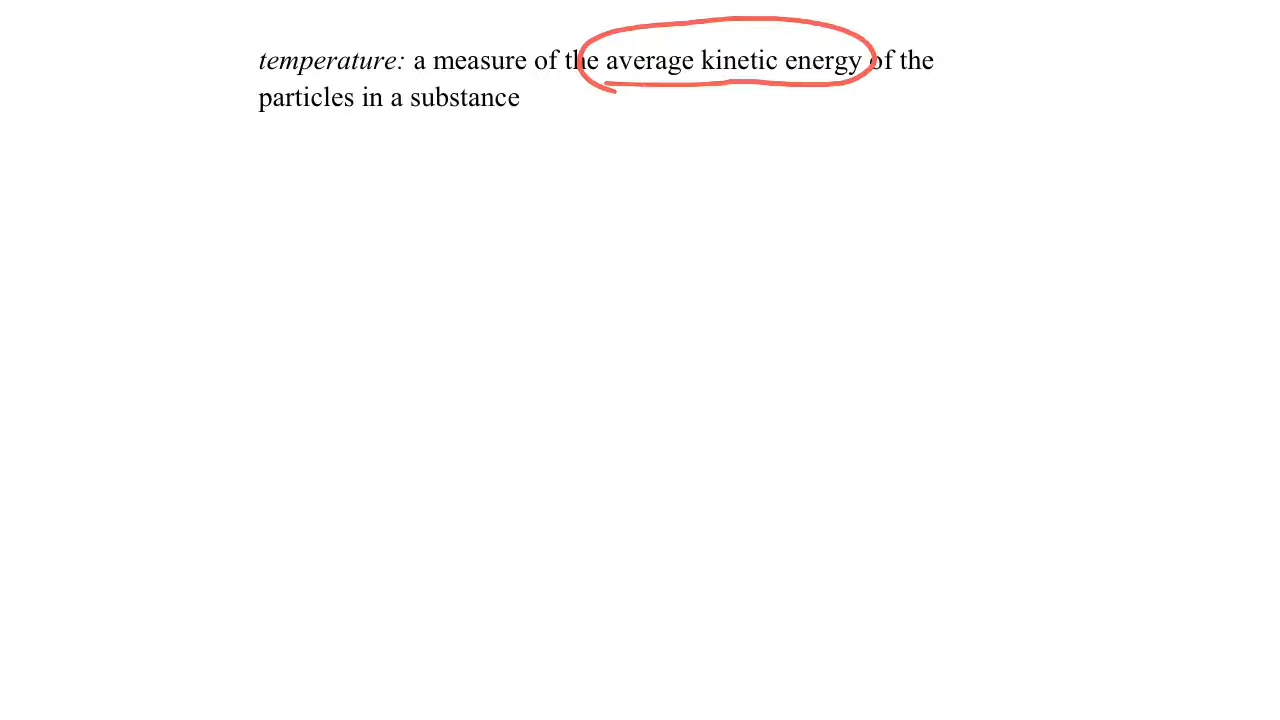 temperature: a measure of the average kinetic energy of the
particles in a substance